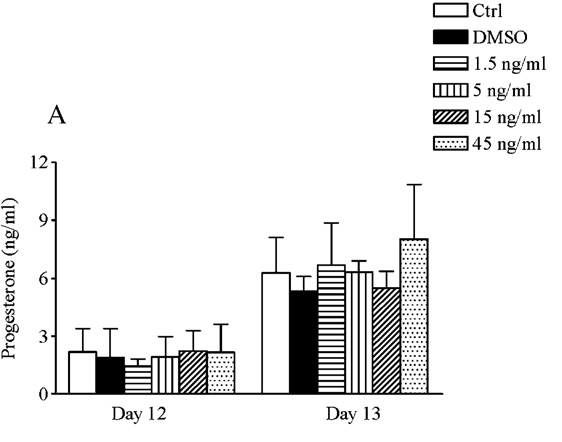 Ctrl
DMSO
1.5 ng/ml
5 ng/ml
15 ng/ml
45 ng/ml
A
Progesterone (ng/ml)
12
9
6
3
0
Day 12
Day 13